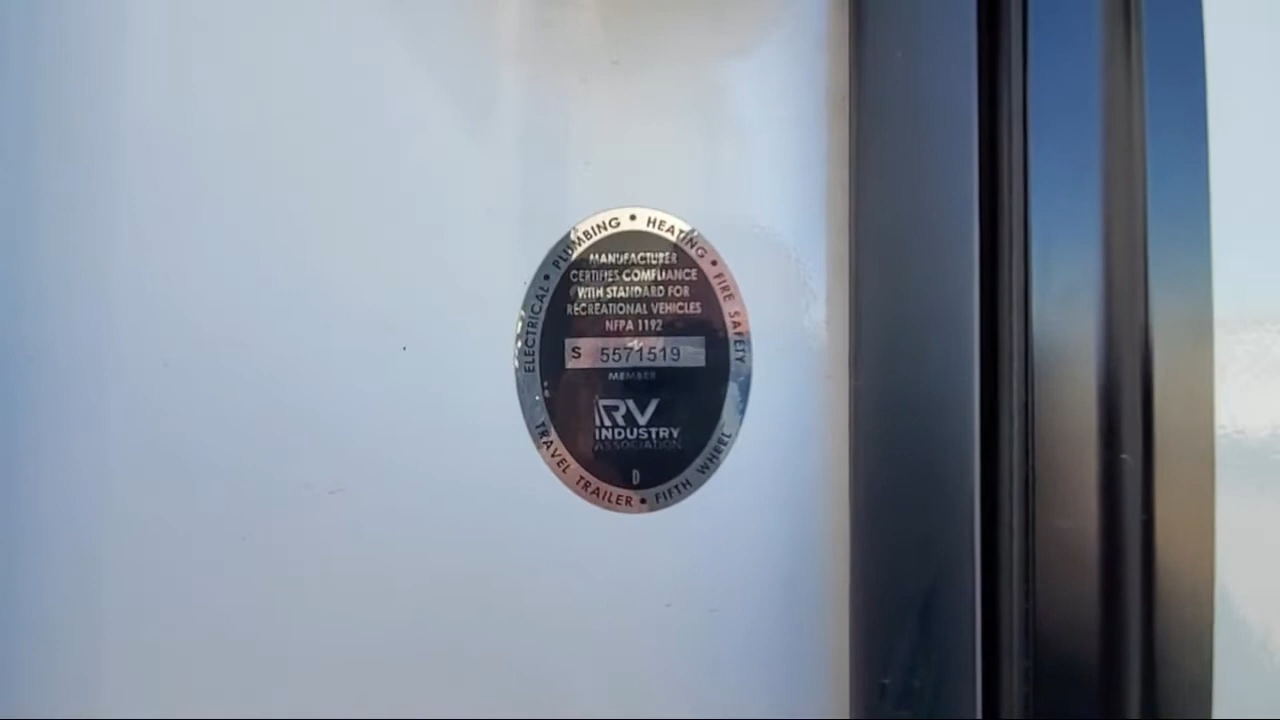 ELECTRICAL • PLUMBING • HEATING • FIRE SAFETY
MANUFACTURER
CERTIFIES COMPLIANCE
WITH STANDARD FOR
RECREATIONAL VEHICLES
NFPA 1192
S 5571519
MEMBER
RV
INDUSTRY
ASSOCIATION
D
TRAVEL TRAILER • FIFTH WHEEL